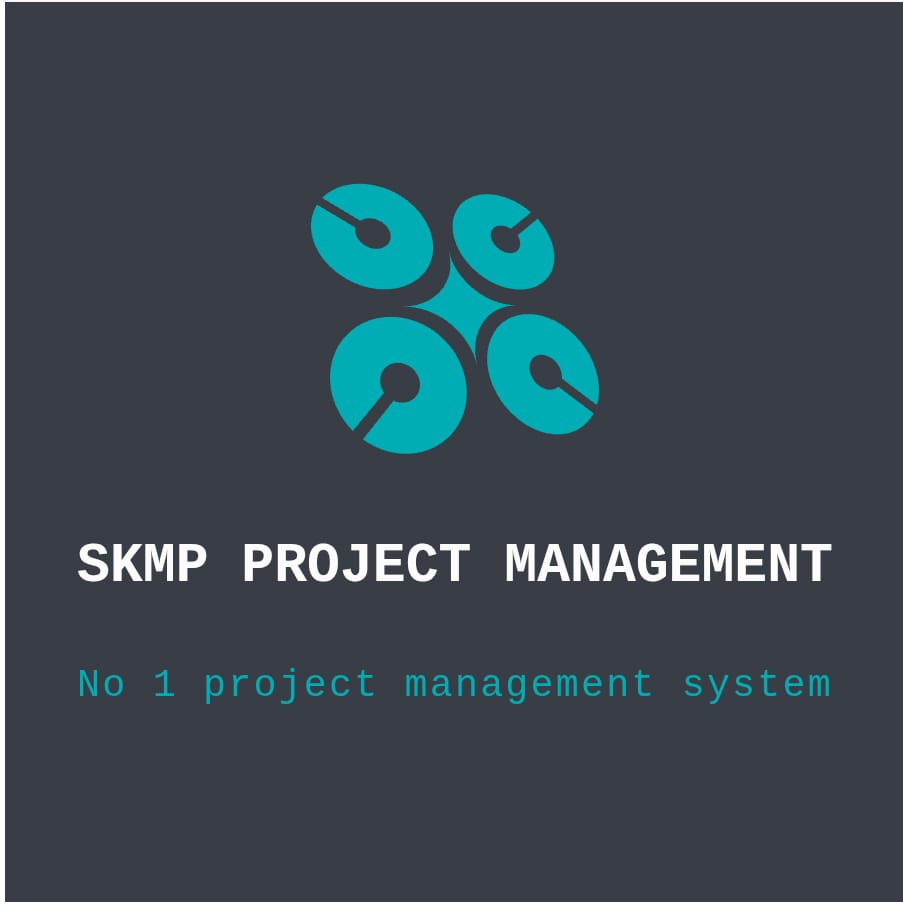 SKMP PROJECT MANAGEMENT
No 1 project management system